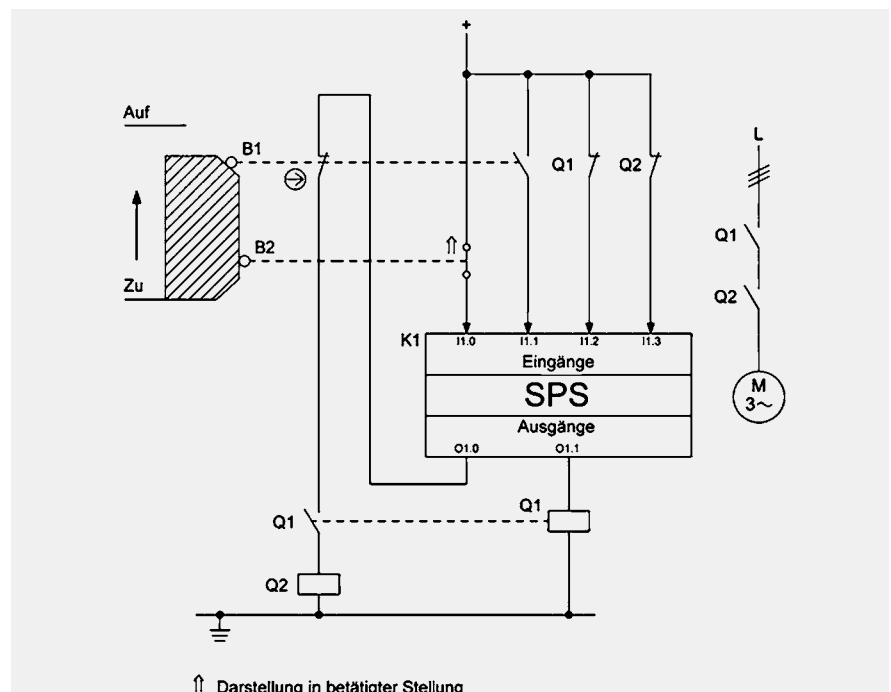 +
Auf
L
B1
Q1
Q2
Q1
B2
Zu
Q2
K1
I1.0 I1.1 I1.2 I1.3
Eingänge
SPS
M
3~
Ausgänge
O1.0 O1.1
Q1
Q1
Q2
⇑ Darstellung in betätigter Stellung